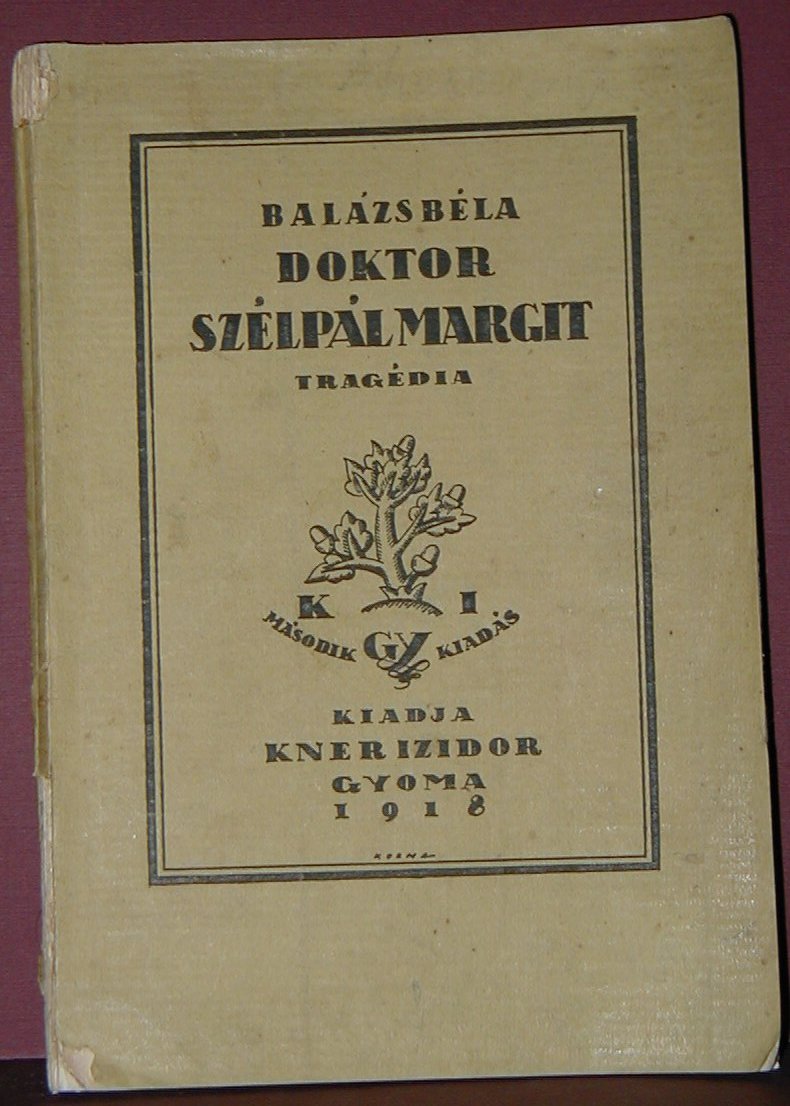 BALÁZS BÉLA
DOKTOR
SZÉLPÁL MARGIT
TRAGÉDIA
K I
MÁSODIK GY KIADÁS
KIADJA
KNER IZIDOR
GYOMA
1918